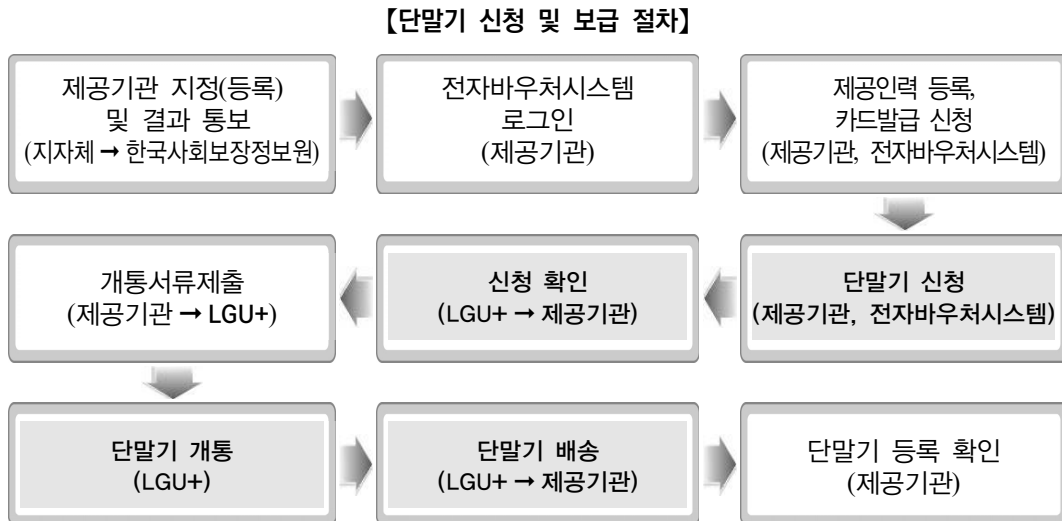 【단말기 신청 및 보급 절차】
제공기관 지정(등록)
및 결과 통보
(지자체 → 한국사회보장정보원)
전자바우처시스템
로그인
(제공기관)
제공인력 등록,
카드발급 신청
(제공기관, 전자바우처시스템)
단말기 신청
(제공기관, 전자바우처시스템)
신청 확인
(LGU+ → 제공기관)
개통서류제출
(제공기관 → LGU+)
단말기 개통
(LGU+)
단말기 배송
(LGU+ → 제공기관)
단말기 등록 확인
(제공기관)